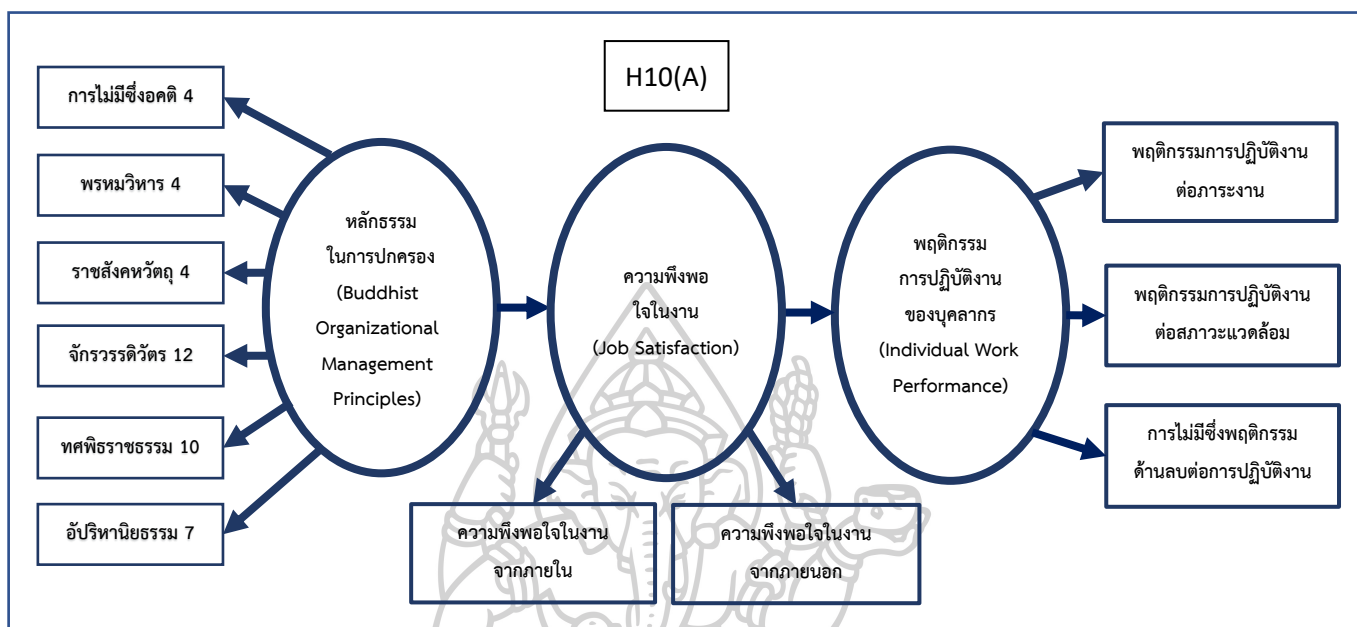 H10(A)
การไม่มีซึ่งอคติ 4
พรหมวิหาร 4
ราชสังคหวัตถุ 4
จักรวรรดิวัตร 12
ทศพิธราชธรรม 10
อัปริหานิยธรรม 7
หลักธรรม
ในการปกครอง
(Buddhist
Organizational
Management
Principles)
ความพึงพอ
ใจในงาน
(Job Satisfaction)
ความพึงพอใจในงาน
จากภายใน
ความพึงพอใจในงาน
จากภายนอก
พฤติกรรม
การปฏิบัติงาน
ของบุคลากร
(Individual Work
Performance)
พฤติกรรมการปฏิบัติงาน
ต่อภาระงาน
พฤติกรรมการปฏิบัติงาน
ต่อสภาวะแวดล้อม
การไม่มีซึ่งพฤติกรรม
ด้านลบต่อการปฏิบัติงาน